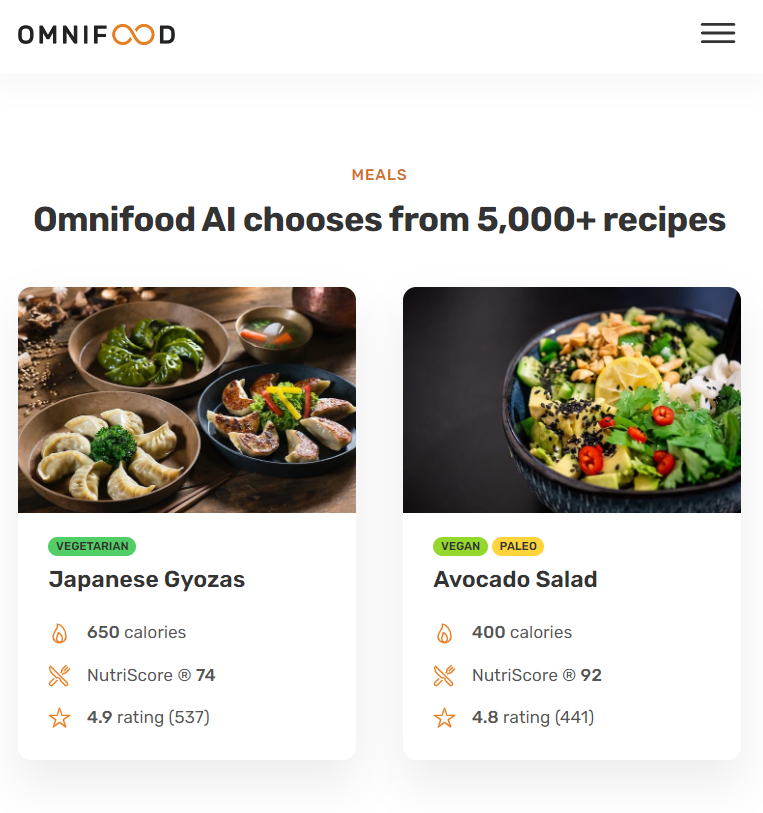 OMNIFOOD
MEALS
Omnifood AI chooses from 5,000+ recipes
VEGETARIAN
Japanese Gyozas
650 calories
NutriScore ® 74
4.9 rating (537)
VEGAN PALEO
Avocado Salad
400 calories
NutriScore ® 92
4.8 rating (441)